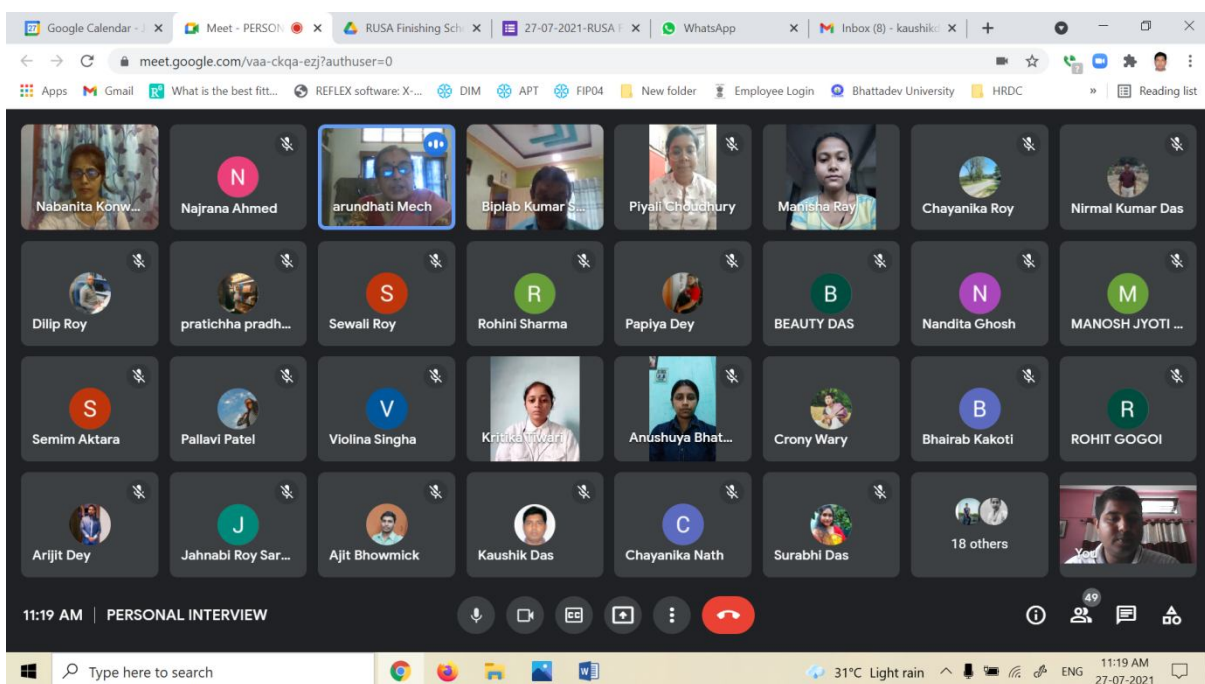 27 Google Calendar - J
Meet - PERSON
RUSA Finishing Sch
27-07-2021-RUSA F
WhatsApp
Inbox (8) - kaushikd
meet.google.com/vaa-ckqa-ezj?authuser=0
7
Apps
Gmail
What is the best fitt...
REFLEX software: X-...
DIM
APT
FIP04
New folder
Employee Login
Bhattadev University
HRDC
»
Reading list
Nabanita Konw...
N
Najrana Ahmed
arundhati Mech
Biplab Kumar S...
Piyali Choudhury
Manisha Ray
Chayanika Roy
Nirmal Kumar Das
Dilip Roy
pratichha pradh...
S
Sewali Roy
R
Rohini Sharma
Papiya Dey
B
BEAUTY DAS
N
Nandita Ghosh
M
MANOSH JYOTI ...
S
Semim Aktara
Pallavi Patel
V
Violina Singha
Kritika Tiwari
Anushuya Bhat...
Crony Wary
B
Bhairab Kakoti
R
ROHIT GOGOI
Arijit Dey
J
Jahnabi Roy Sar...
Ajit Bhowmick
Kaushik Das
C
Chayanika Nath
Surabhi Das
18 others
You
11:19 AM | PERSONAL INTERVIEW
CC
49
Type here to search
W
31°C Light rain
ENG
11:19 AM
27-07-2021